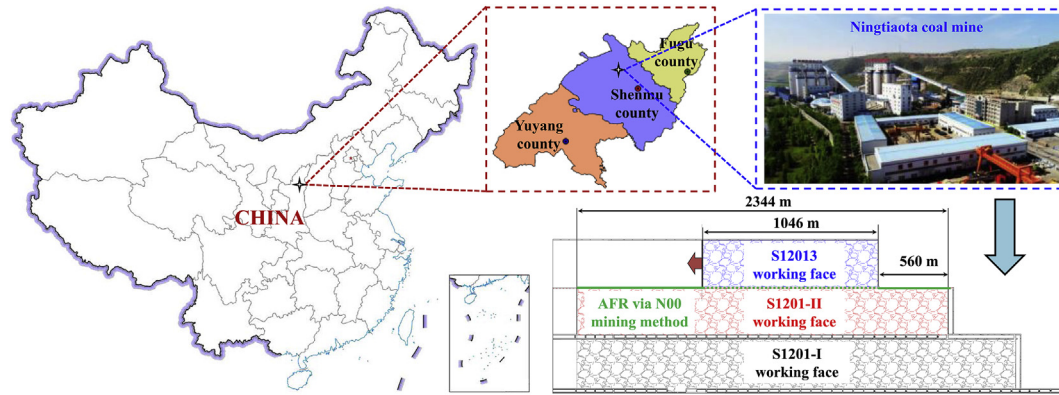 CHINA
Fugu
county
Shenmu
county
Yuyang
county
Ningtiaota coal mine
2344 m
1046 m
560 m
S12013
working face
AFR via N00
mining method
S1201-II
working face
S1201-I
working face